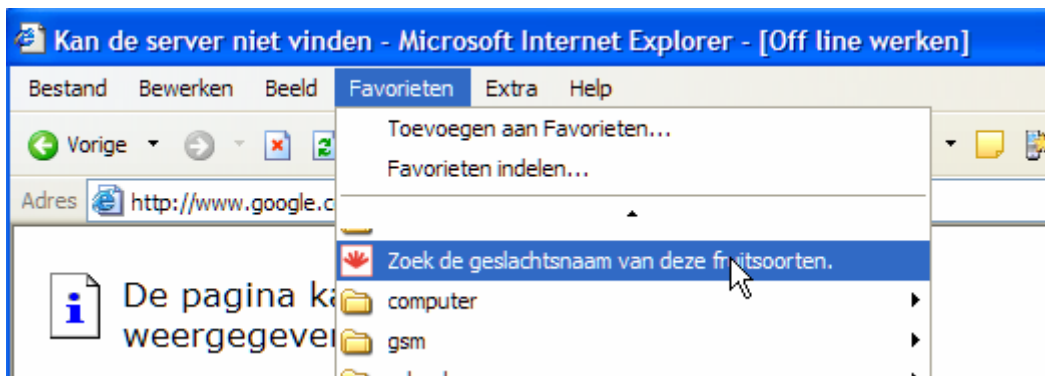 Kan de server niet vinden - Microsoft Internet Explorer - [Off line werken]
Bestand Bewerken Beeld Favorieten Extra Help
Vorige
Toevoegen aan Favorieten...
Favorieten indelen...
Adres http://www.google.c
Zoek de geslachtsnaam van deze fruitsoorten.
De pagina ka
computer
weergegeve
gsm